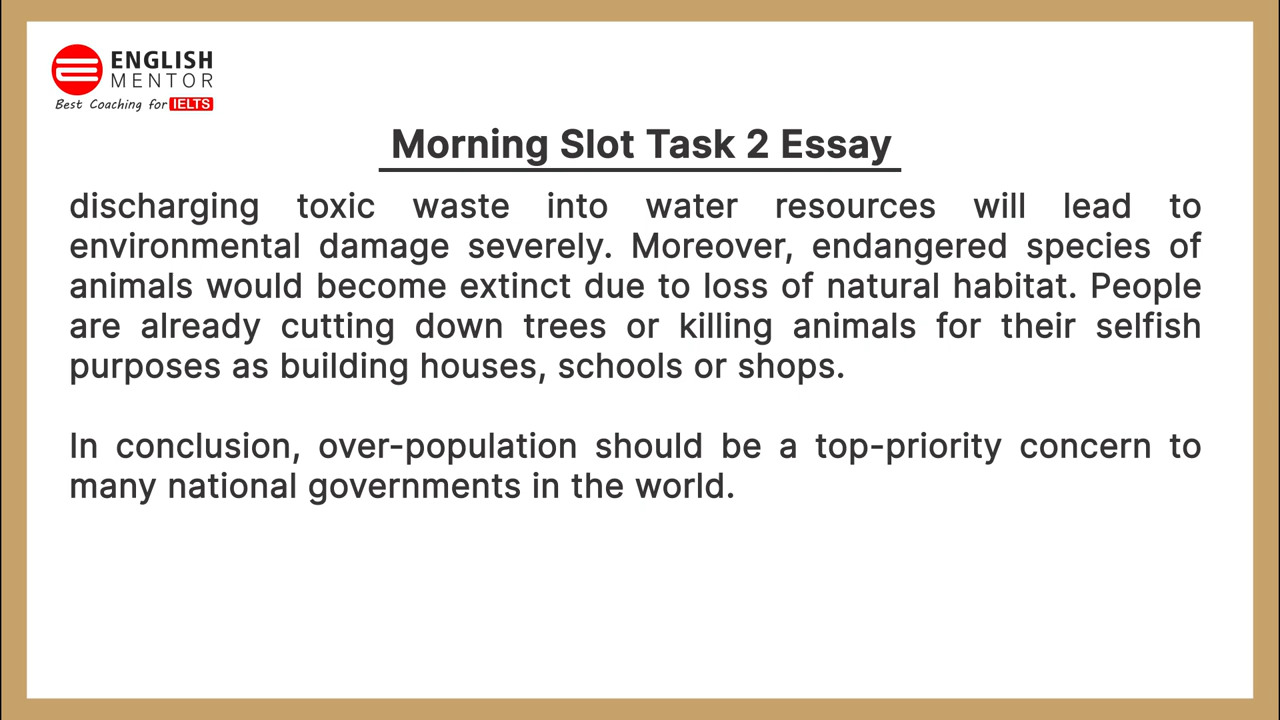 ENGLISH
MENTOR
Best Coaching for IELTS
Morning Slot Task 2 Essay
discharging toxic waste into water resources will lead to
environmental damage severely. Moreover, endangered species of
animals would become extinct due to loss of natural habitat. People
are already cutting down trees or killing animals for their selfish
purposes as building houses, schools or shops.
In conclusion, over-population should be a top-priority concern to
many national governments in the world.